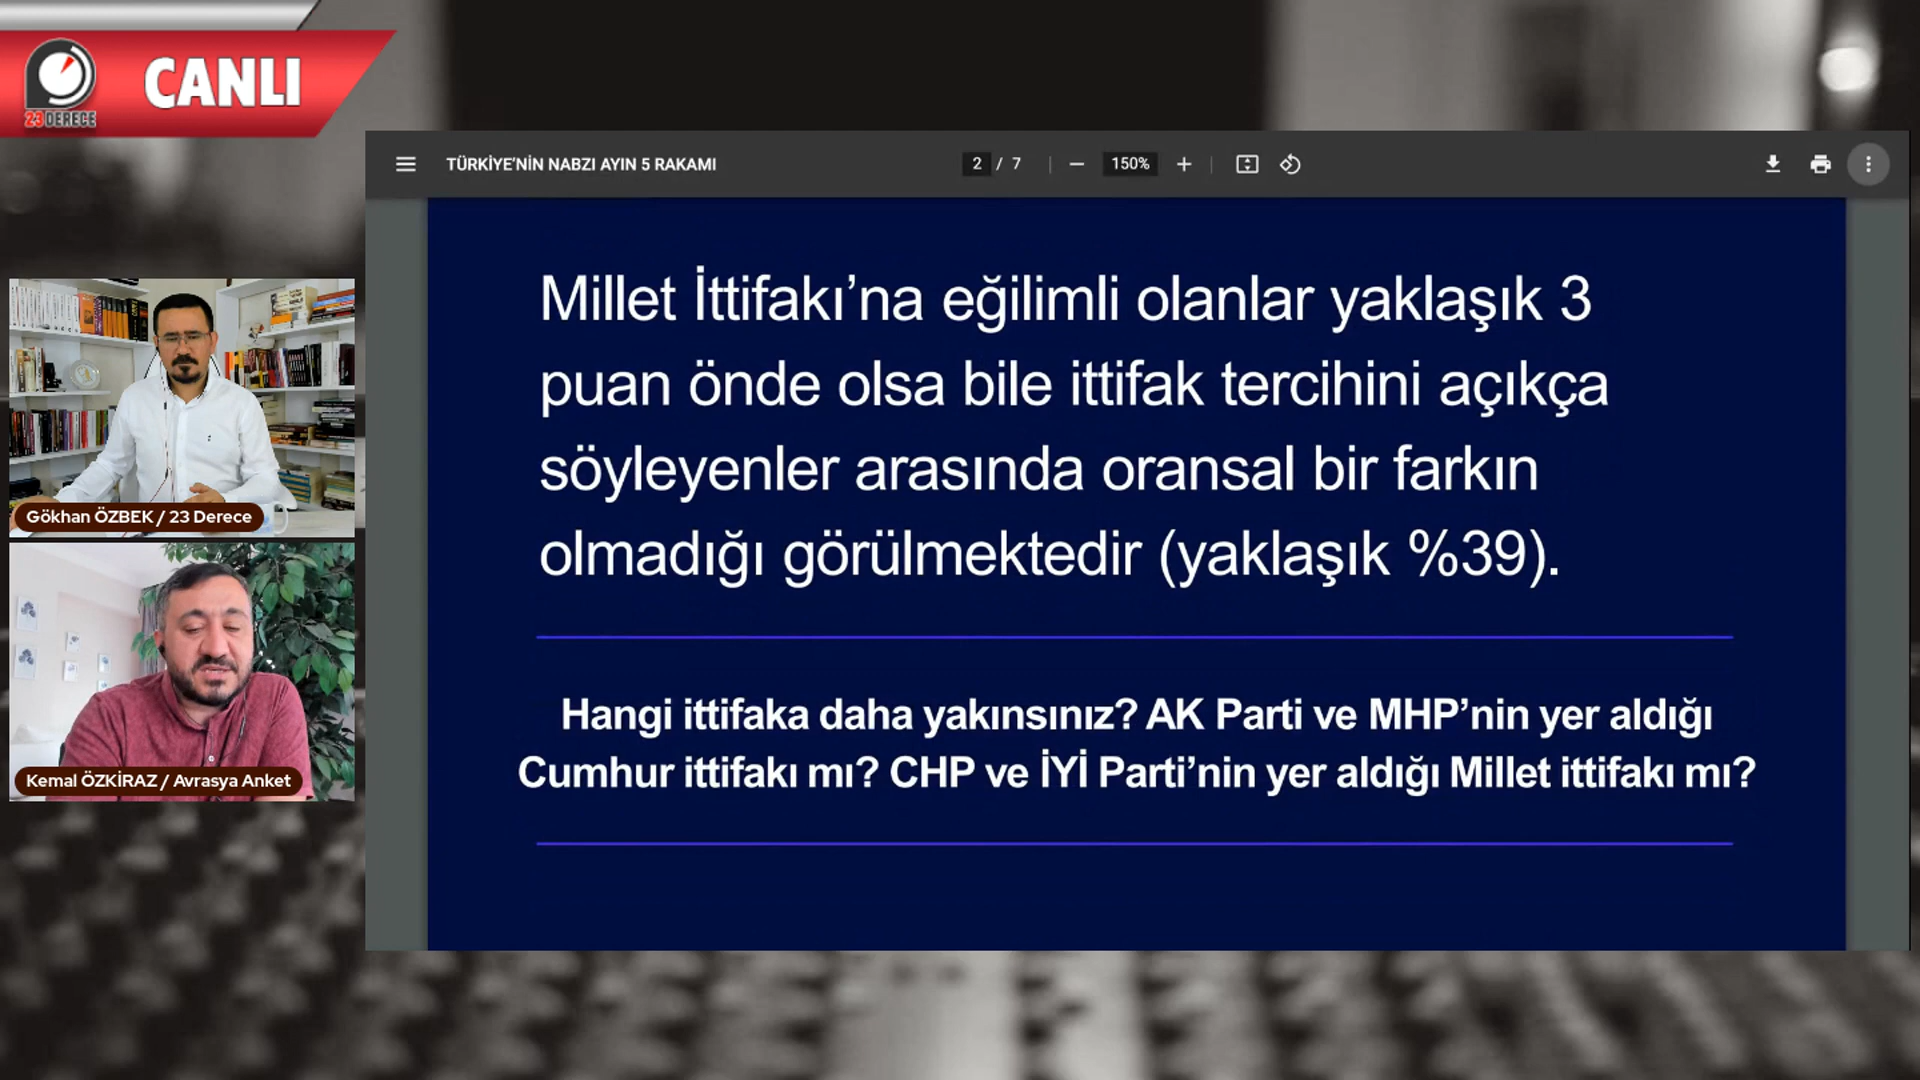 CANLI
23 DERECE
TÜRKİYE'NİN NABZI AYIN 5 RAKAMI
2 / 7
150%
Millet İttifakı’na eğilimli olanlar yaklaşık 3
puan önde olsa bile ittifak tercihini açıkça
söyleyenler arasında oransal bir farkın
olmadığı görülmektedir (yaklaşık %39).
Hangi ittifaka daha yakınsınız? AK Parti ve MHP’nin yer aldığı
Cumhur ittifakı mı? CHP ve İYİ Parti’nin yer aldığı Millet ittifakı mı?
Gökhan ÖZBEK / 23 Derece
Kemal ÖZKİRAZ / Avrasya Anket